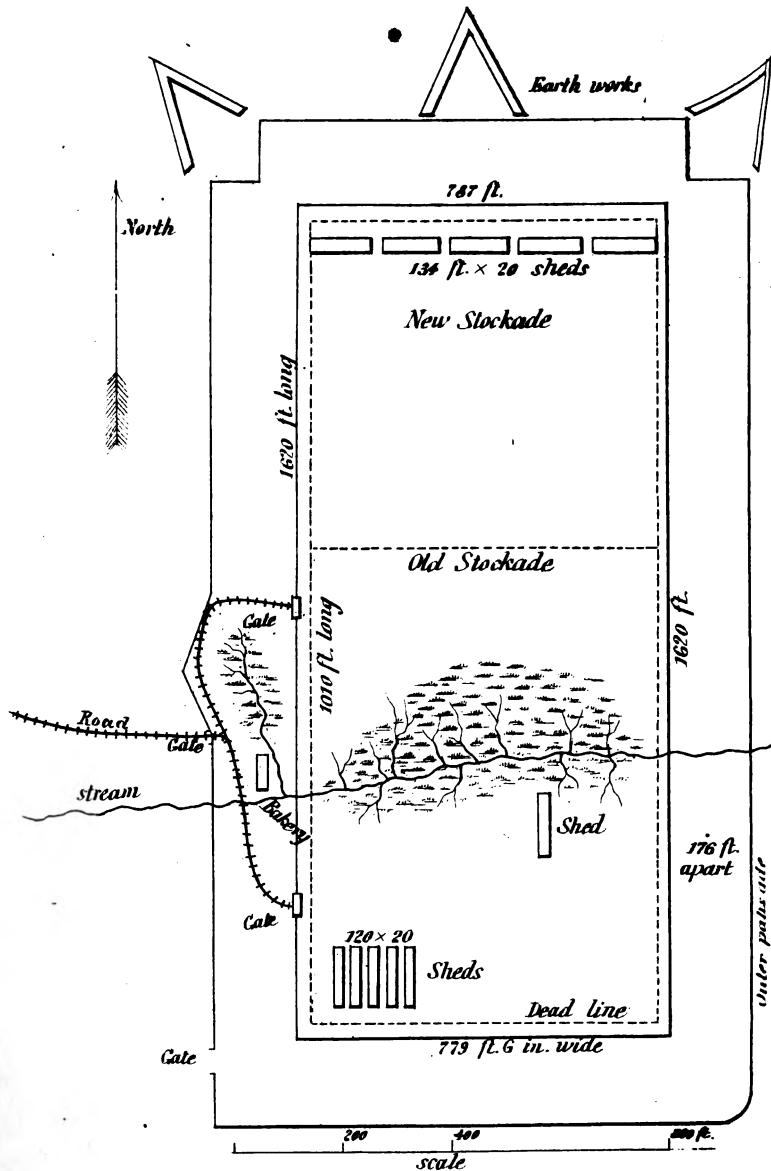 Earth works
787 ft.
North
134 ft. × 20 sheds
New Stockade
1620 ft. long
Old Stockade
Gate
1010 ft. long
1620 ft.
Road
Gate
stream
Bakery
Shed
176 ft.
apart
Outer palisade
Gate
120 × 20
Sheds
Dead line
779 ft. 6 in. wide
Gate
200
400
800 ft.
scale